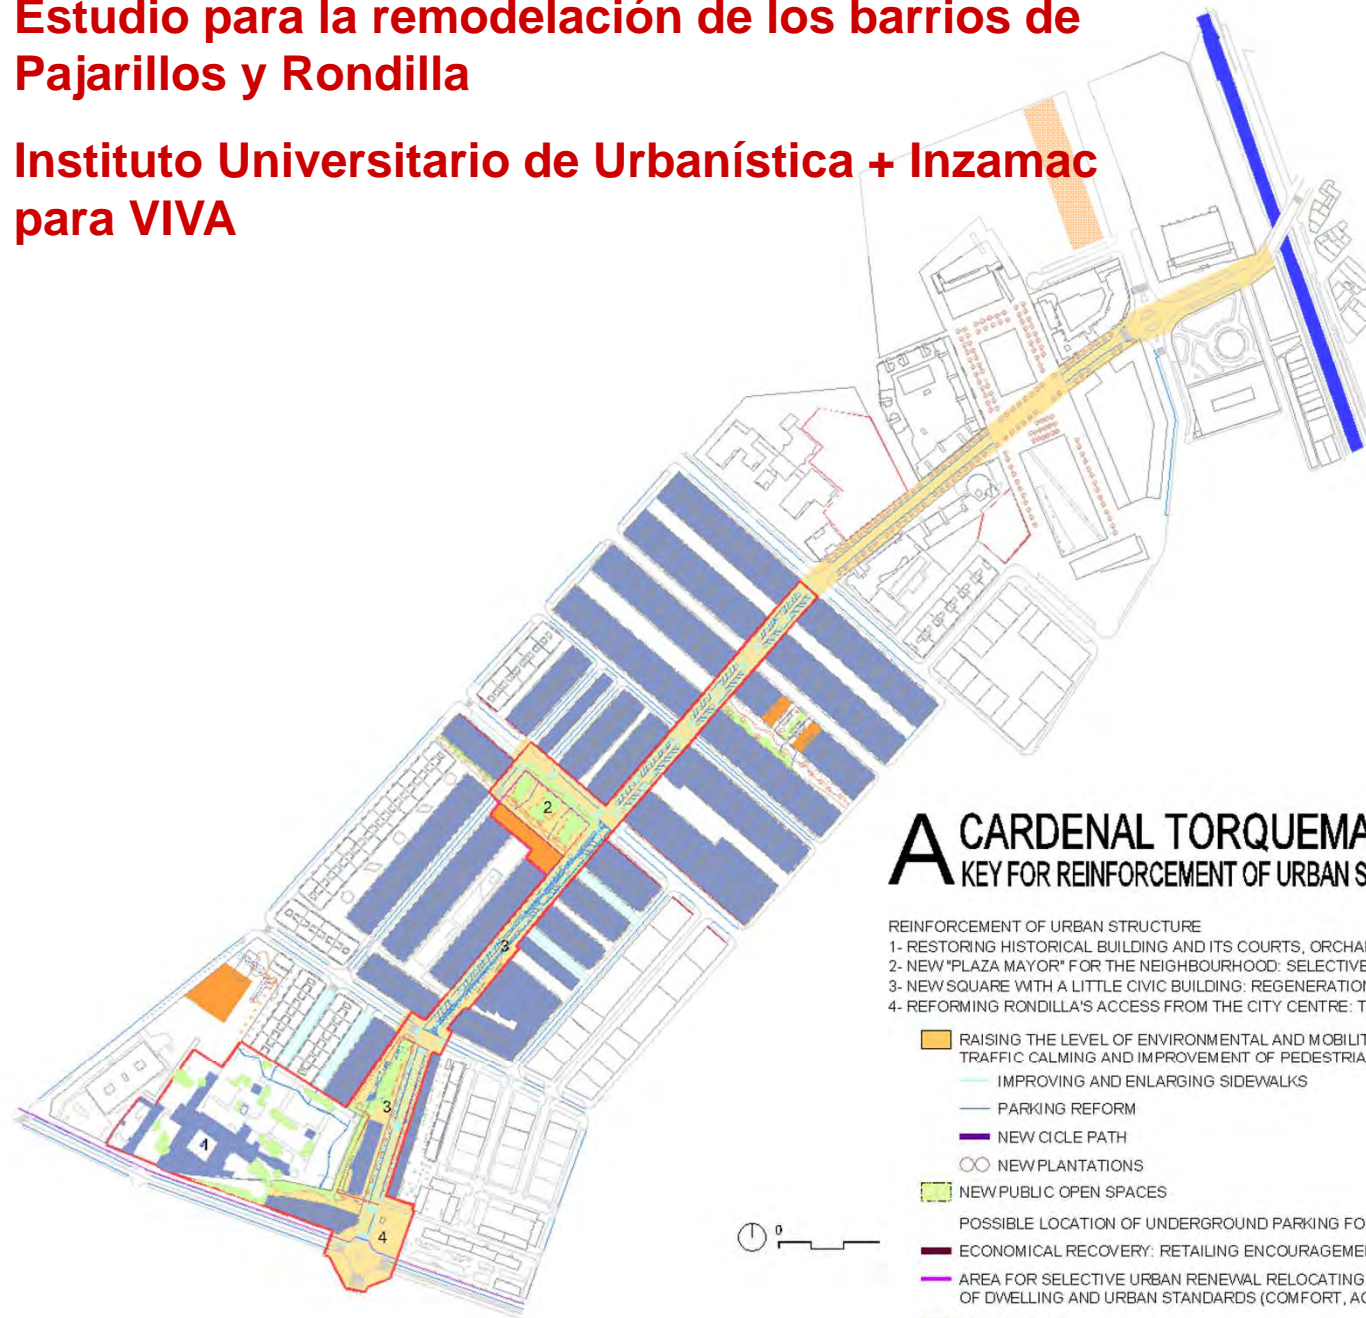 Estudio para la remodelación de los barrios de
Pajarillos y Rondilla
Instituto Universitario de Urbanística + Inzamac
para VIVA
2
3
3
1
4
A CARDENAL TORQUEMA
KEY FOR REINFORCEMENT OF URBAN S
REINFORCEMENT OF URBAN STRUCTURE
1- RESTORING HISTORICAL BUILDING AND ITS COURTS, ORCHA
2- NEW "PLAZA MAYOR" FOR THE NEIGHBOURHOOD: SELECTIVE
3- NEW SQUARE WITH A LITTLE CIVIC BUILDING: REGENERATION
4- REFORMING RONDILLA'S ACCESS FROM THE CITY CENTRE: T
RAISING THE LEVEL OF ENVIRONMENTAL AND MOBILIT
TRAFFIC CALMING AND IMPROVEMENT OF PEDESTRIA
IMPROVING AND ENLARGING SIDEWALKS
PARKING REFORM
NEW CICLE PATH
NEW PLANTATIONS
NEW PUBLIC OPEN SPACES
POSSIBLE LOCATION OF UNDERGROUND PARKING FO
0
ECONOMICAL RECOVERY: RETAILING ENCOURAGEME
AREA FOR SELECTIVE URBAN RENEWAL RELOCATING
OF DWELLING AND URBAN STANDARDS (COMFORT, AC